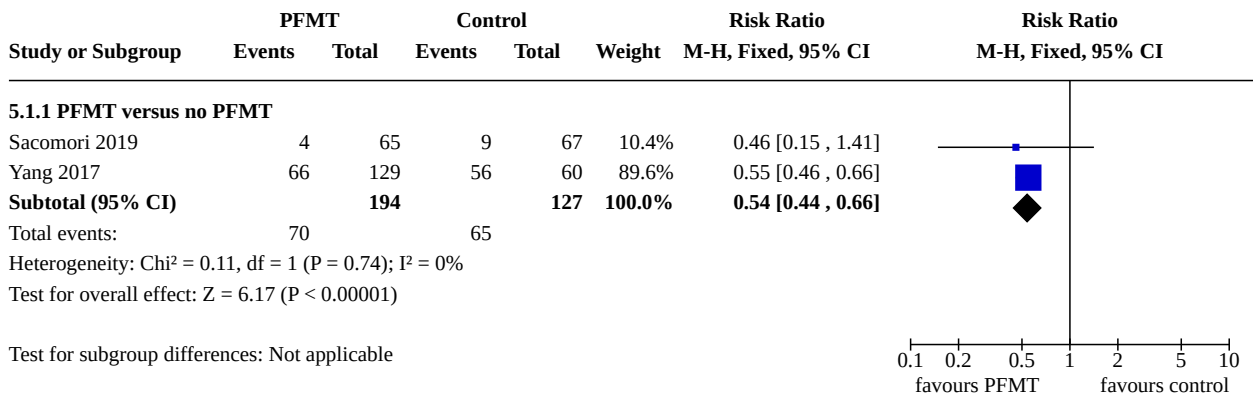 PFMT Control Risk Ratio Risk Ratio
Study or Subgroup Events Total Events Total Weight M-H, Fixed, 95% CI M-H, Fixed, 95% CI
5.1.1 PFMT versus no PFMT
Sacomori 2019 4 65 9 67 10.4% 0.46 [0.15 , 1.41]
Yang 2017 66 129 56 60 89.6% 0.55 [0.46 , 0.66]
Subtotal (95% CI) 194 127 100.0% 0.54 [0.44 , 0.66]
Total events: 70 65
Heterogeneity: Chi² = 0.11, df = 1 (P = 0.74); I² = 0%
Test for overall effect: Z = 6.17 (P < 0.00001)
Test for subgroup differences: Not applicable
0.1 0.2 0.5 1 2 5 10
favours PFMT favours control